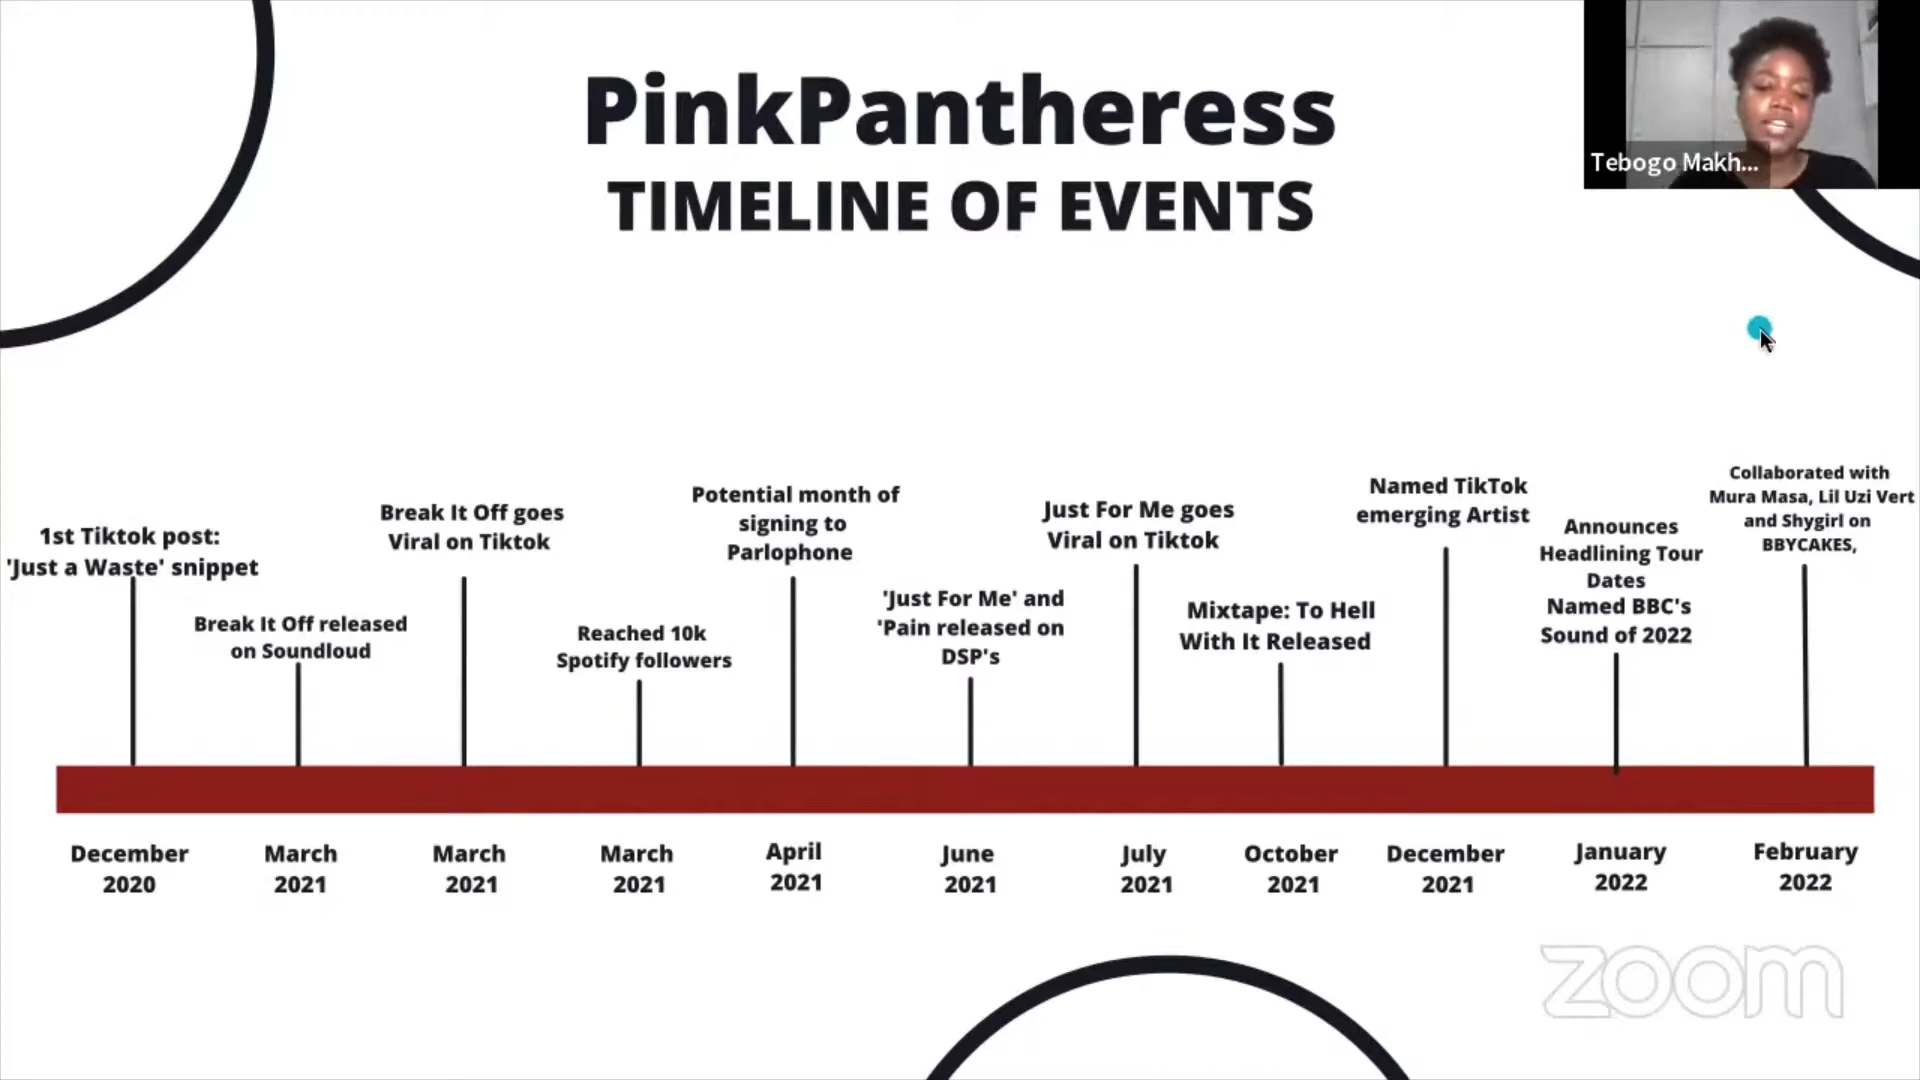 PinkPantheress
TIMELINE OF EVENTS
Tebogo Makh...
1st Tiktok post:
'Just a Waste' snippet
Break It Off released
on Soundloud
Break It Off goes
Viral on Tiktok
Reached 10k
Spotify followers
Potential month of
signing to
Parlophone
'Just For Me' and
'Pain released on
DSP's
Just For Me goes
Viral on Tiktok
Mixtape: To Hell
With It Released
Named TikTok
emerging Artist
Announces
Headlining Tour
Dates
Named BBC's
Sound of 2022
Collaborated with
Mura Masa, Lil Uzi Vert
and Shygirl on
BBYCAKES,
December
2020
March
2021
March
2021
March
2021
April
2021
June
2021
July
2021
October
2021
December
2021
January
2022
February
2022
zoom